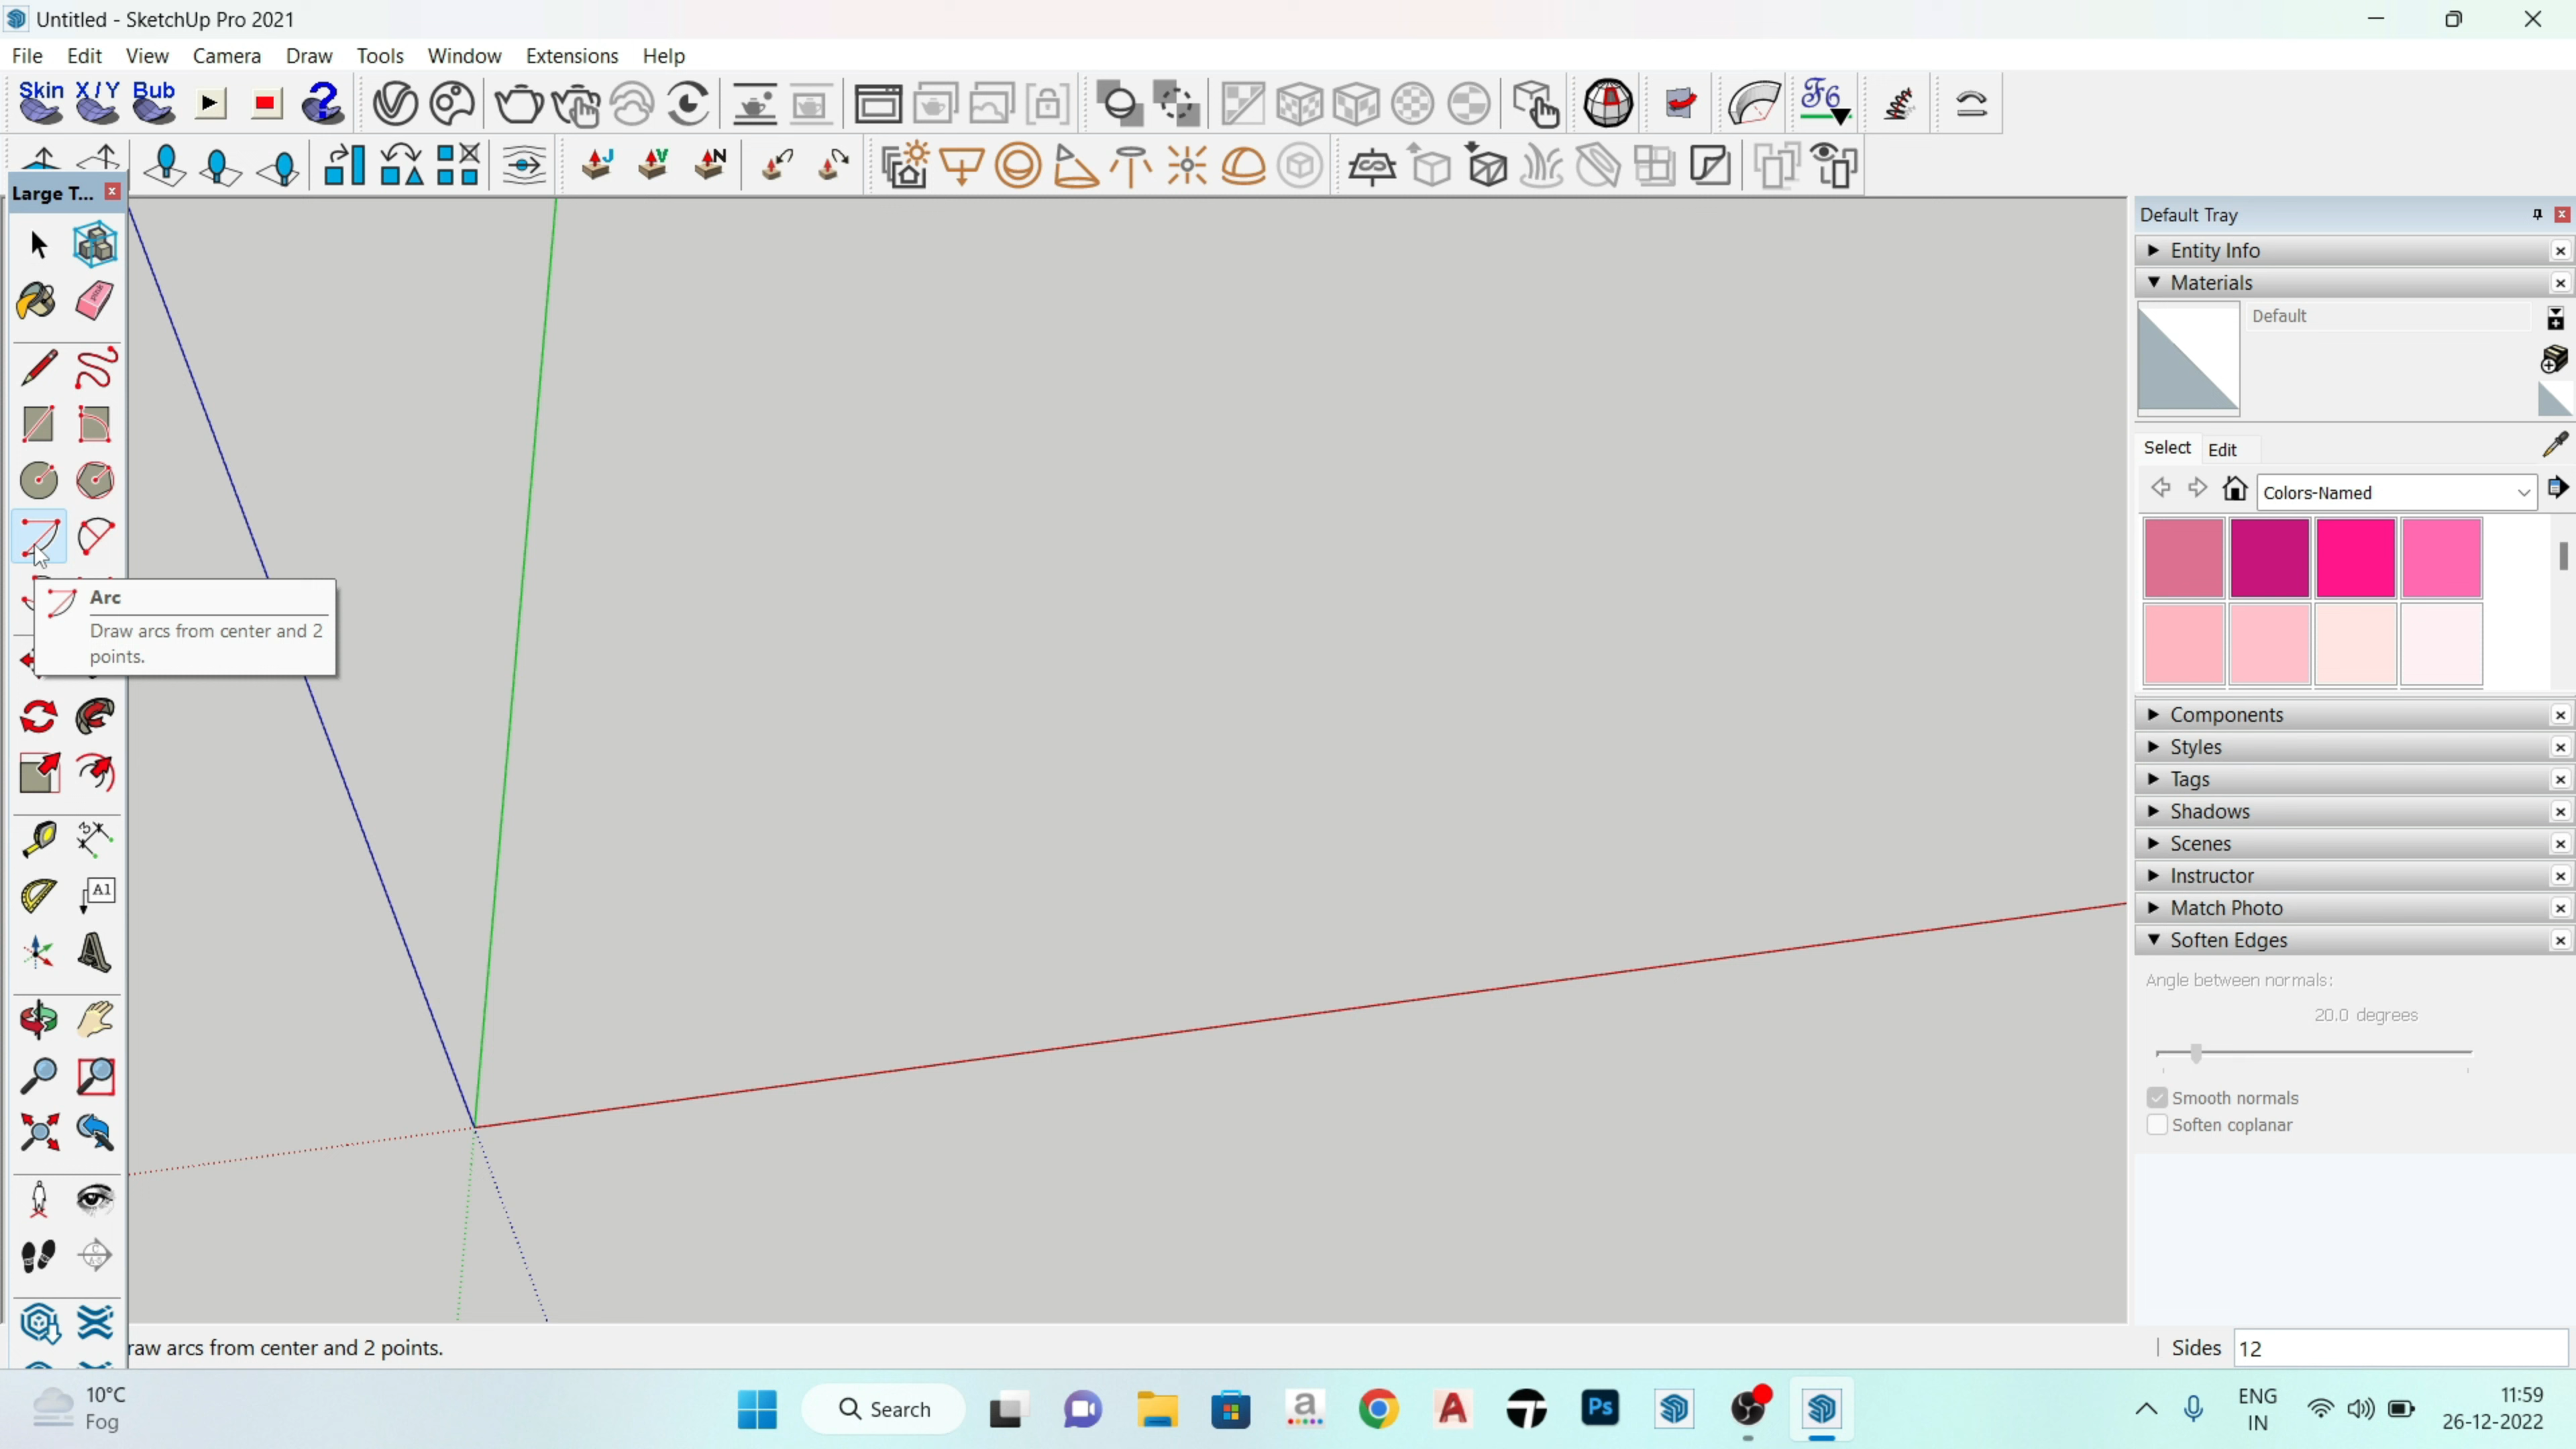 Untitled - SketchUp Pro 2021
File Edit View Camera Draw Tools Window Extensions Help
Skin X/Y Bub
F6
J V N
Large T...
Default Tray
Entity Info
Materials
Default
Select Edit
Colors-Named
Arc
Draw arcs from center and 2
points.
Components
Styles
Tags
Shadows
Scenes
Instructor
Match Photo
Soften Edges
Angle between normals:
20.0 degrees
Smooth normals
Soften coplanar
A1
raw arcs from center and 2 points.
Sides 12
10°C
Fog
Search
a
Ps
ENG
IN
11:59
26-12-2022